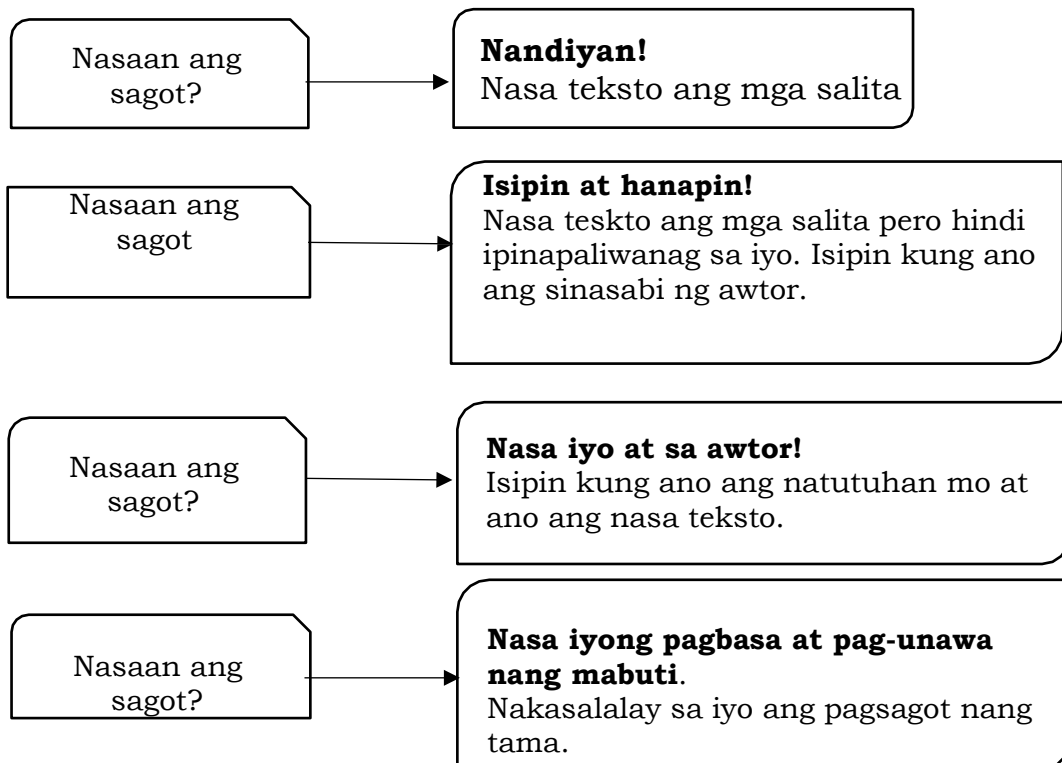 Nasaan ang
sagot?
Nandiyan!
Nasa teksto ang mga salita
Nasaan ang
sagot
Isipin at hanapin!
Nasa teskto ang mga salita pero hindi
ipinapaliwanag sa iyo. Isipin kung ano
ang sinasabi ng awtor.
Nasaan ang
sagot?
Nasa iyo at sa awtor!
Isipin kung ano ang natutuhan mo at
ano ang nasa teksto.
Nasaan ang
sagot?
Nasa iyong pagbasa at pag-unawa
nang mabuti.
Nakasalalay sa iyo ang pagsagot nang
tama.